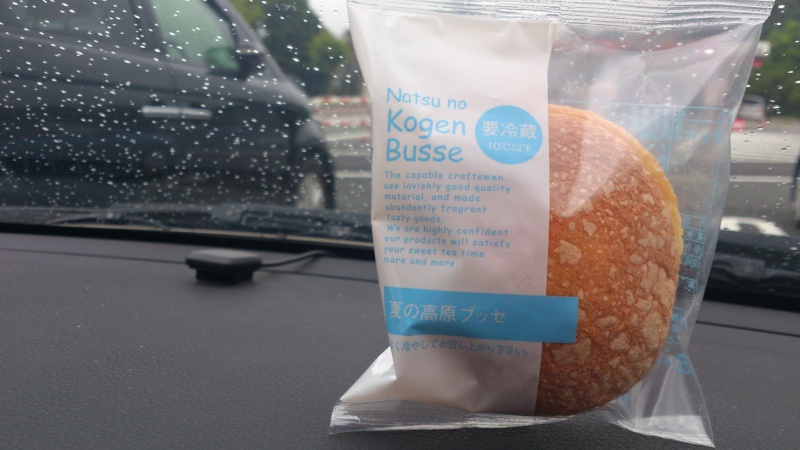 Natsu no
Kogen
Busse
要冷蔵
10℃以下
The capable craftsmen
use lavishly good quality
material, and made
abundantly fragrant
tasty goods.
We are highly confident
our products will satisfy
your sweet tea time
more and more.
夏の高原ブッセ
く冷やしてお召し上がり下さい。